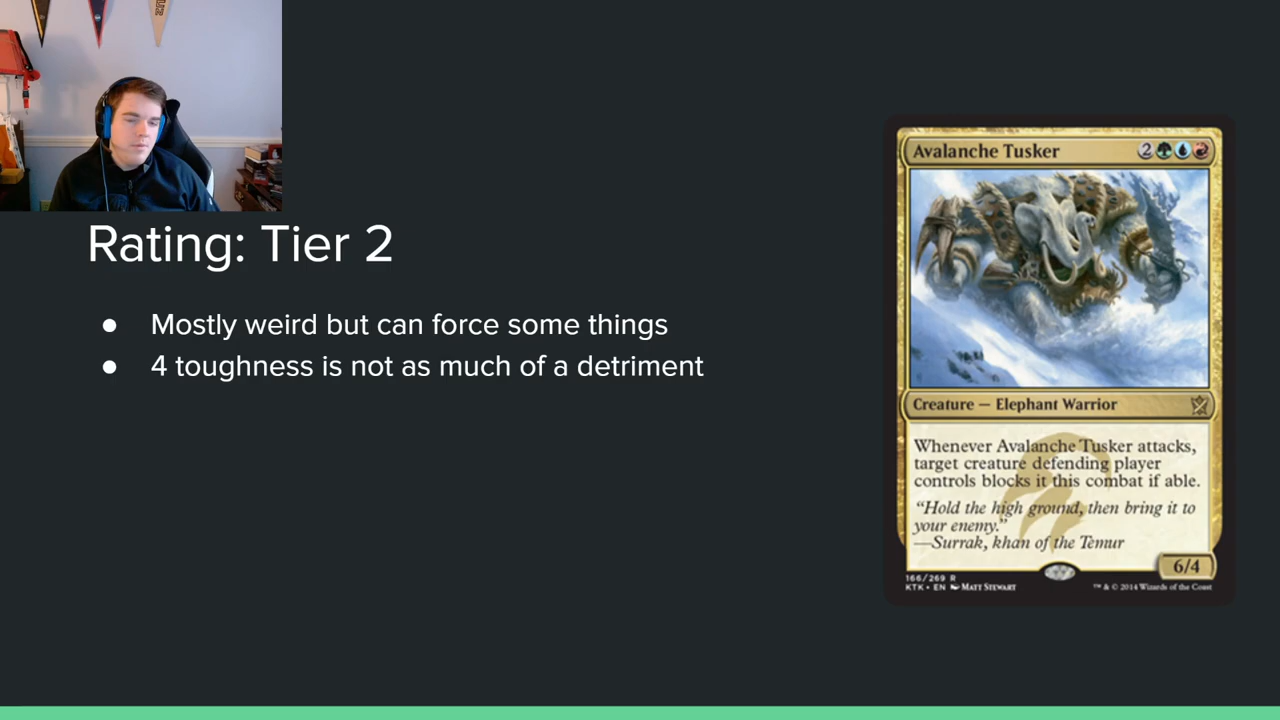 Rating: Tier 2
● Mostly weird but can force some things
● 4 toughness is not as much of a detriment
Avalanche Tusker 2
Creature — Elephant Warrior
Whenever Avalanche Tusker attacks,
target creature defending player
controls blocks it this combat if able.
“Hold the high ground, then bring it to
your enemy.”
—Surrak, khan of the Temur
6/4
166/269 R
KTK • EN MATT STEWART
™ & © 2014 Wizards of the Coast